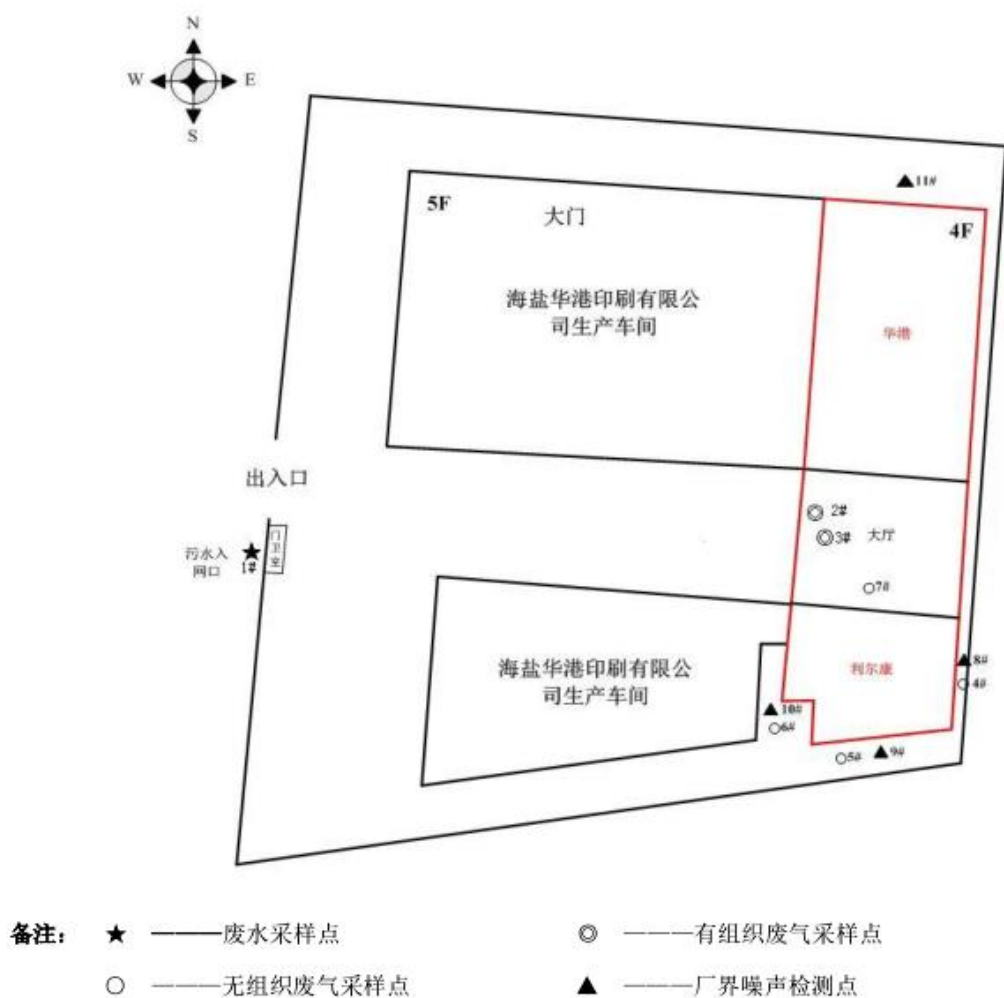 N
W E
S
11#
5F
大门
4F
海盐华港印刷有限公
司生产车间
华港
出入口
2#
3# 大厅
门卫室
污水入
网口
1#
7#
海盐华港印刷有限公
司生产车间
利尔康
8#
4#
10#
6#
5# 9#
备注： ★ ———废水采样点 ◎ ———有组织废气采样点
○ ———无组织废气采样点 ▲ ———厂界噪声检测点